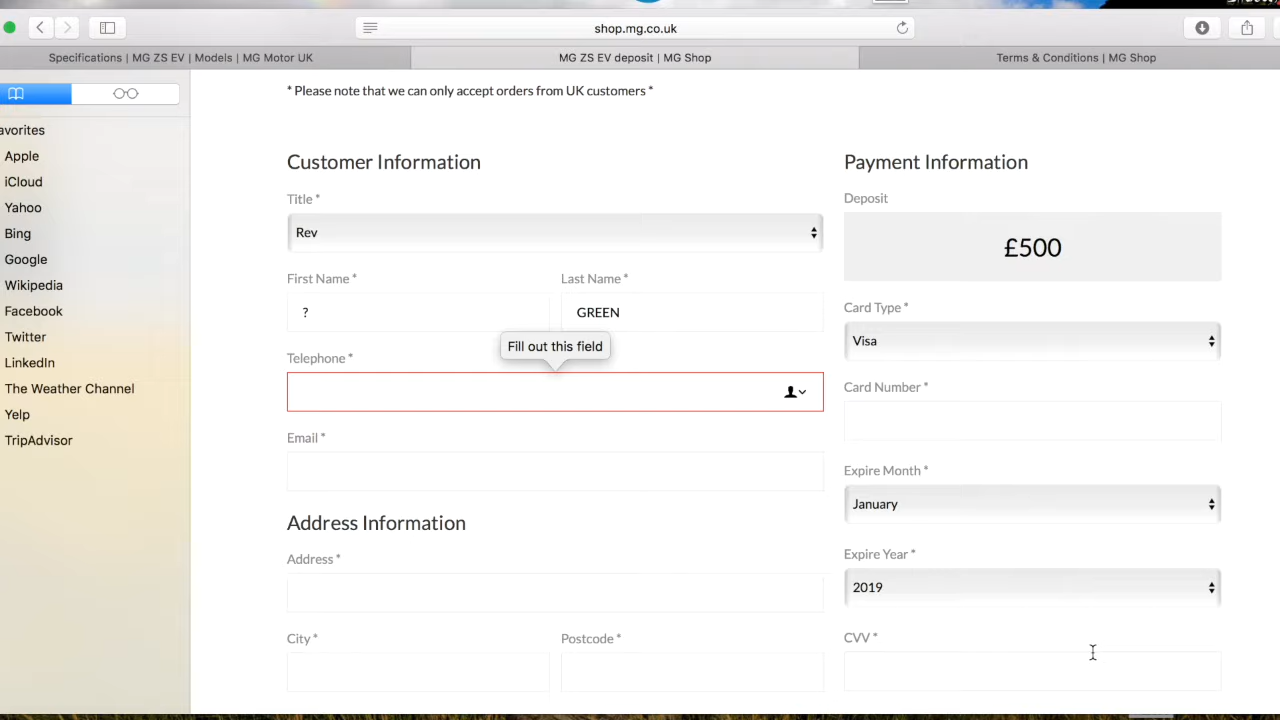 shop.mg.co.uk
Specifications | MG ZS EV | Models | MG Motor UK
MG ZS EV deposit | MG Shop
Terms & Conditions | MG Shop
avorites
Apple
iCloud
Yahoo
Bing
Google
Wikipedia
Facebook
Twitter
LinkedIn
The Weather Channel
Yelp
TripAdvisor
* Please note that we can only accept orders from UK customers *
Customer Information
Title *
Rev
First Name *
Last Name *
?
GREEN
Fill out this field
Telephone *
Email *
Address Information
Address *
City *
Postcode *
Payment Information
Deposit
£500
Card Type *
Visa
Card Number *
Expire Month *
January
Expire Year *
2019
CVV *